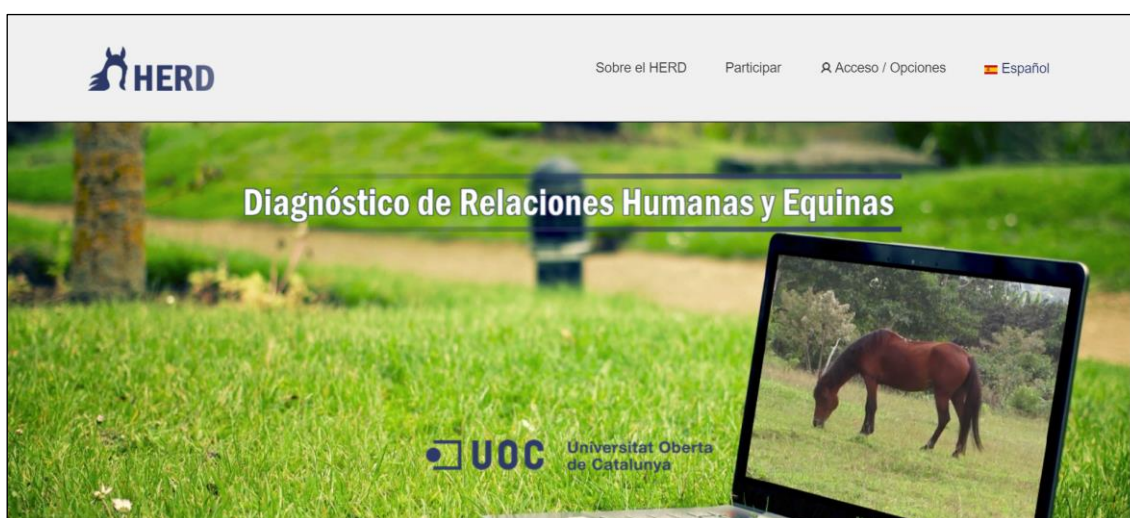 HERD
Sobre el HERD
Participar
Acceso / Opciones
Español
Diagnóstico de Relaciones Humanas y Equinas
UOC
Universitat Oberta
de Catalunya